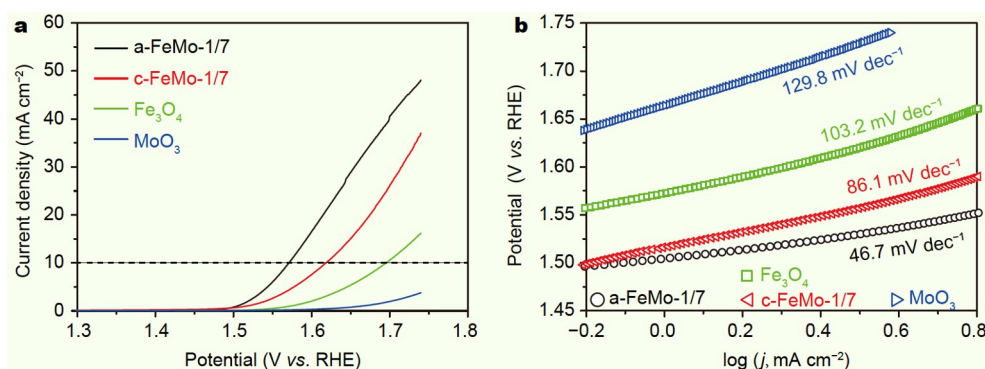 a
60
50
40
30
20
10
0
Current density (mA cm⁻²)
a-FeMo-1/7
c-FeMo-1/7
Fe₃O₄
MoO₃
1.3 1.4 1.5 1.6 1.7 1.8
Potential (V vs. RHE)
b
1.75
1.70
1.65
1.60
1.55
1.50
1.45
Potential (V vs. RHE)
129.8 mV dec⁻¹
103.2 mV dec⁻¹
86.1 mV dec⁻¹
46.7 mV dec⁻¹
Fe₃O₄
a-FeMo-1/7 c-FeMo-1/7 MoO₃
−0.2 0.0 0.2 0.4 0.6 0.8
log (j, mA cm⁻²)